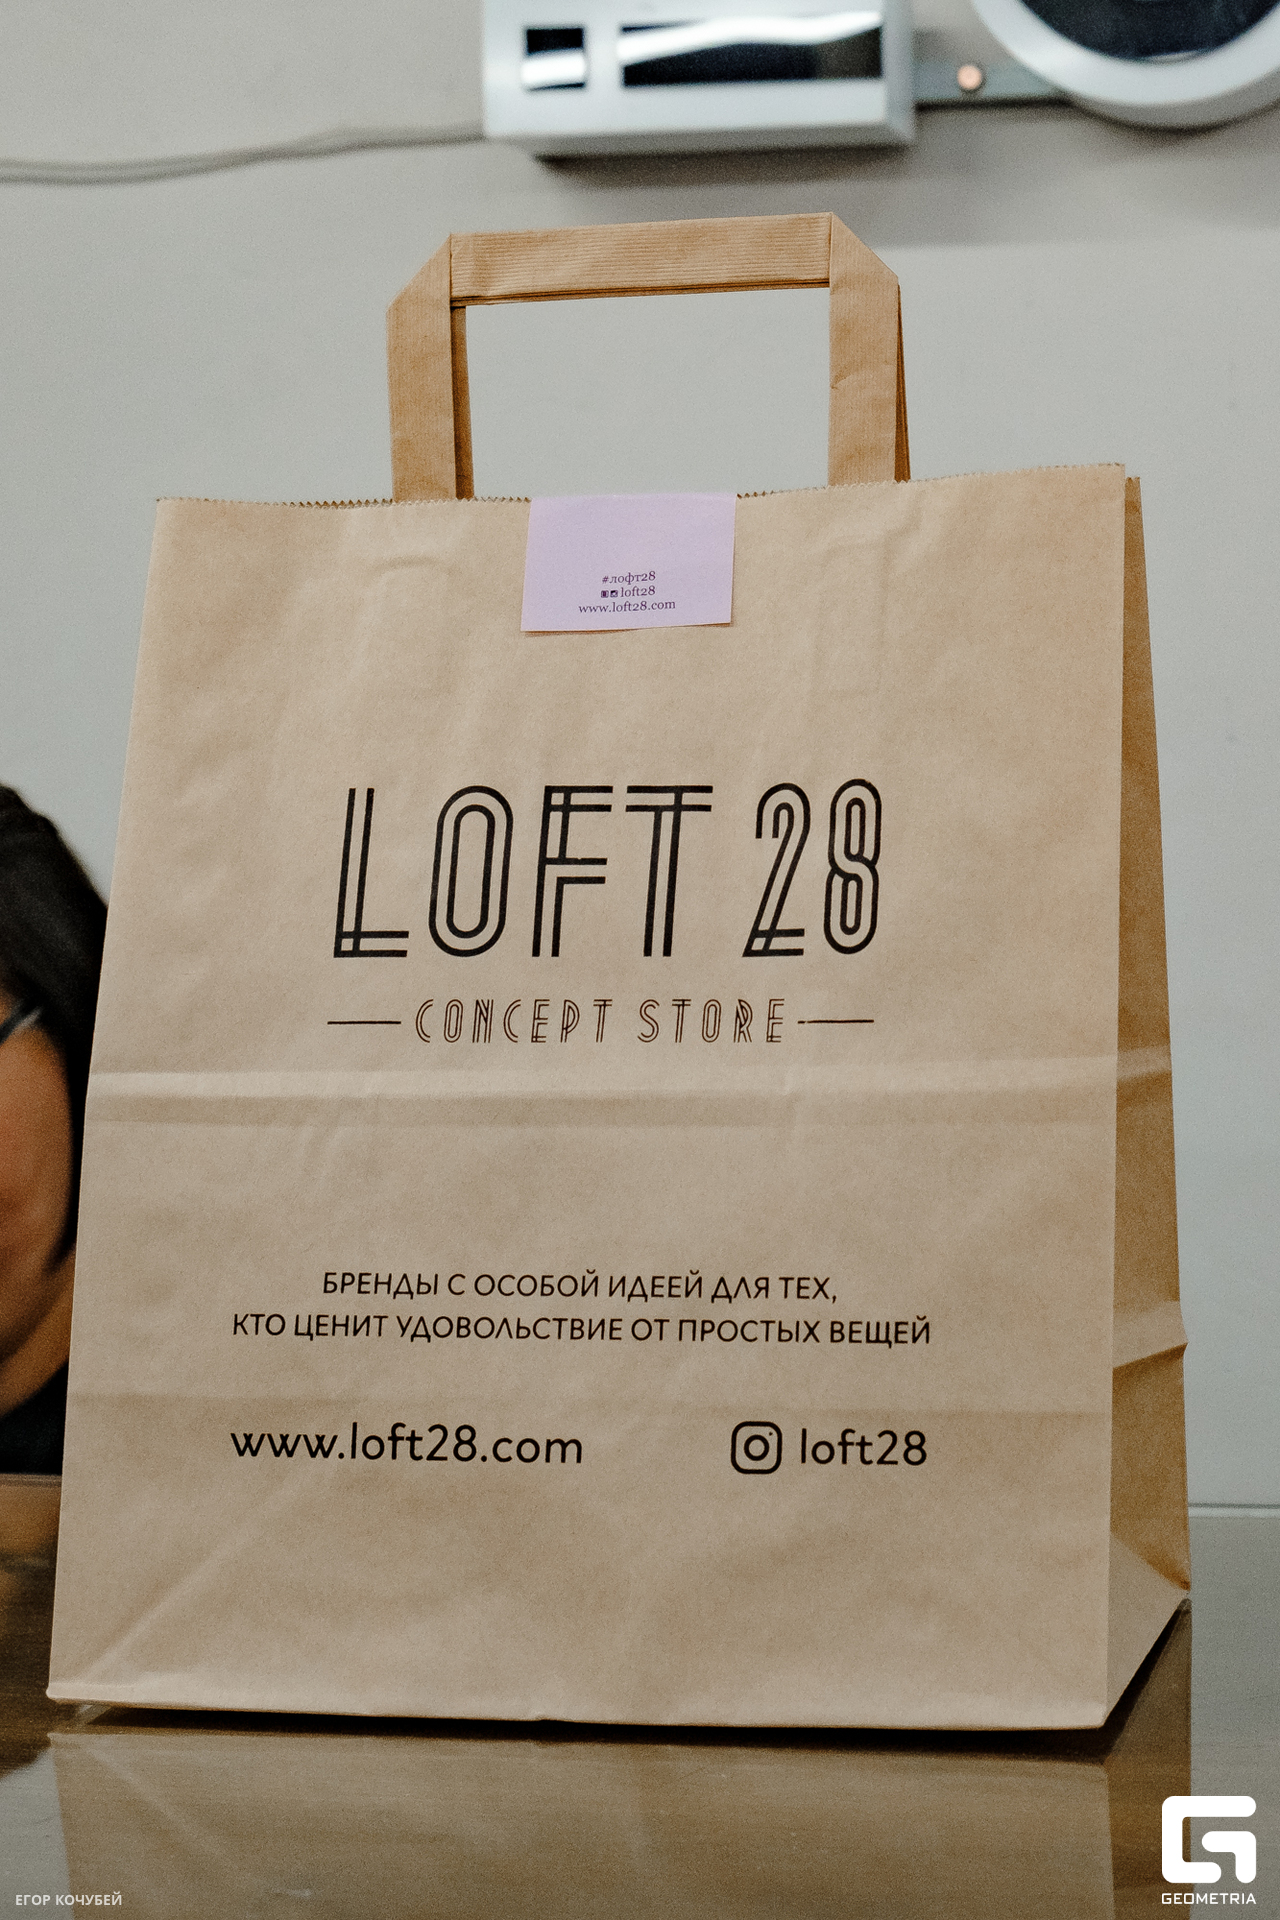 #лофт28
loft28
www.loft28.com
LOFT 28
CONCEPT STORE
БРЕНДЫ С ОСОБОЙ ИДЕЕЙ ДЛЯ ТЕХ,
КТО ЦЕНИТ УДОВОЛЬСТВИЕ ОТ ПРОСТЫХ ВЕЩЕЙ
www.loft28.com
loft28
ЕГОР КОЧУБЕЙ
GEOMETRIA